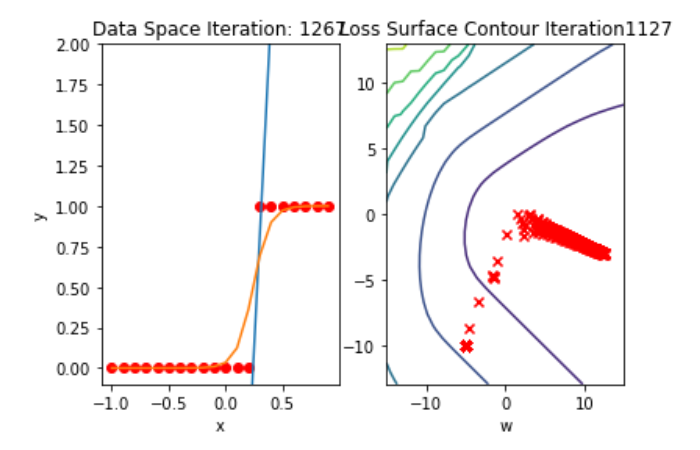 Data Space Iteration: 1267
Loss Surface Contour Iteration1127
2.00
1.75
1.50
1.25
1.00
0.75
0.50
0.25
0.00
y
−1.0 −0.5 0.0 0.5
x
10
5
0
−5
−10
−10 0 10
w